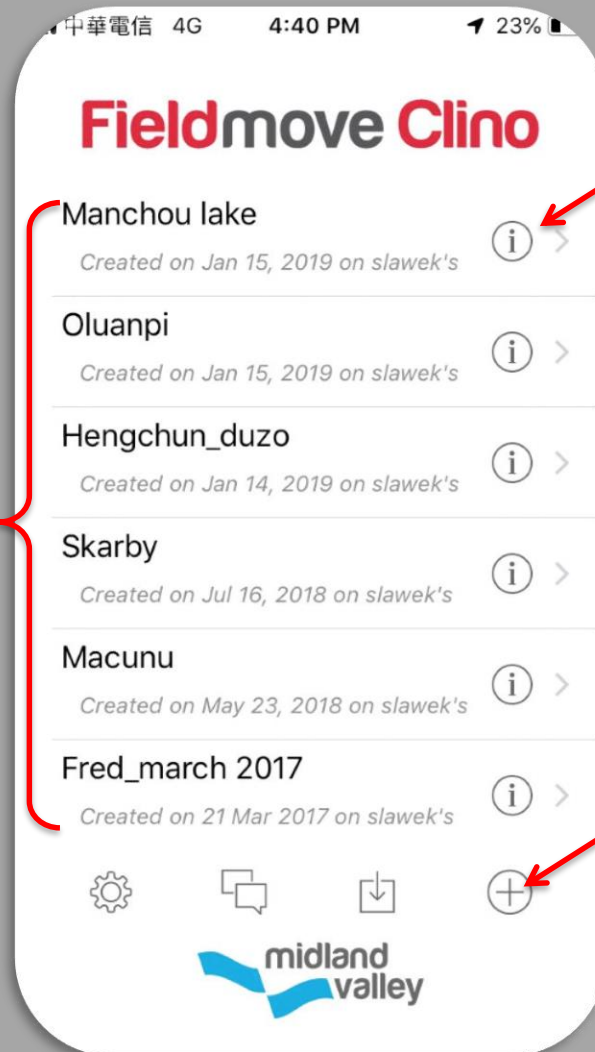 中華電信 4G 4:40 PM 23%
Fieldmove Clino
Manchou lake
Created on Jan 15, 2019 on slawek's
Oluanpi
Created on Jan 15, 2019 on slawek's
Hengchun_duzo
Created on Jan 14, 2019 on slawek's
Skarby
Created on Jul 16, 2018 on slawek's
Macunu
Created on May 23, 2018 on slawek's
Fred_march 2017
Created on 21 Mar 2017 on slawek's
midland
valley